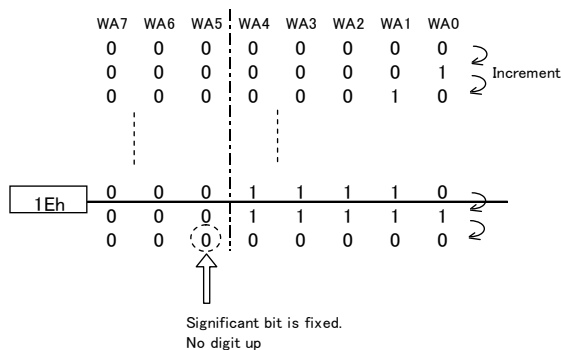 WA7 WA6 WA5 WA4 WA3 WA2 WA1 WA0
0 0 0 0 0 0 0 0
0 0 0 0 0 0 0 1 Increment
0 0 0 0 0 0 1 0
1Eh 0 0 0 1 1 1 1 0
0 0 0 1 1 1 1 1
0 0 0 0 0 0 0 0
Significant bit is fixed.
No digit up